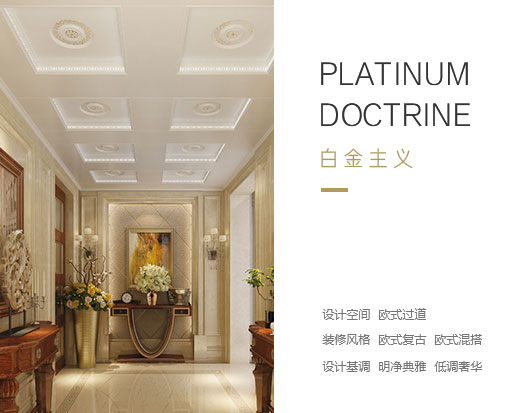 PLATINUM
DOCTRINE
白金主义
设计空间 欧式过道
装修风格 欧式复古 欧式混搭
设计基调 明净典雅 低调奢华